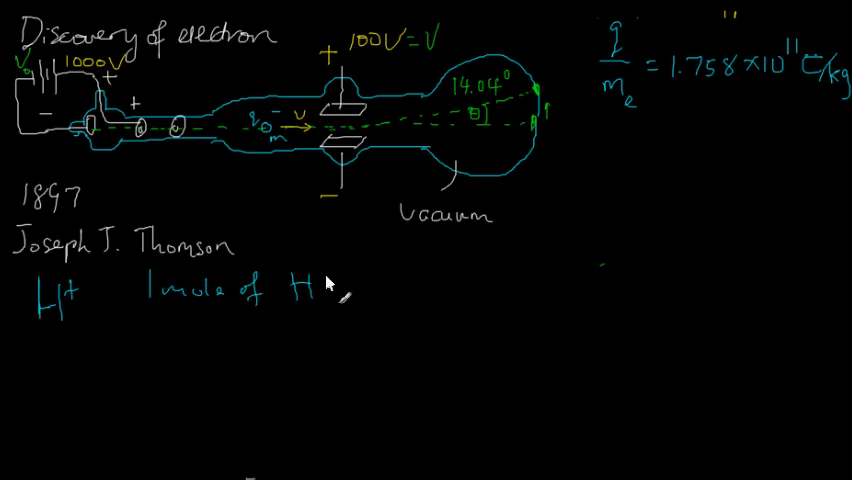 Discovery of electron
+ 100V = V
V₀ 1000V
+
+
-
q⁻ m v
14.04°
θ
q/mₑ = 1.758 × 10¹¹ C/kg
-
vacuum
1897
Joseph J. Thomson
H⁺ 1 mole of H